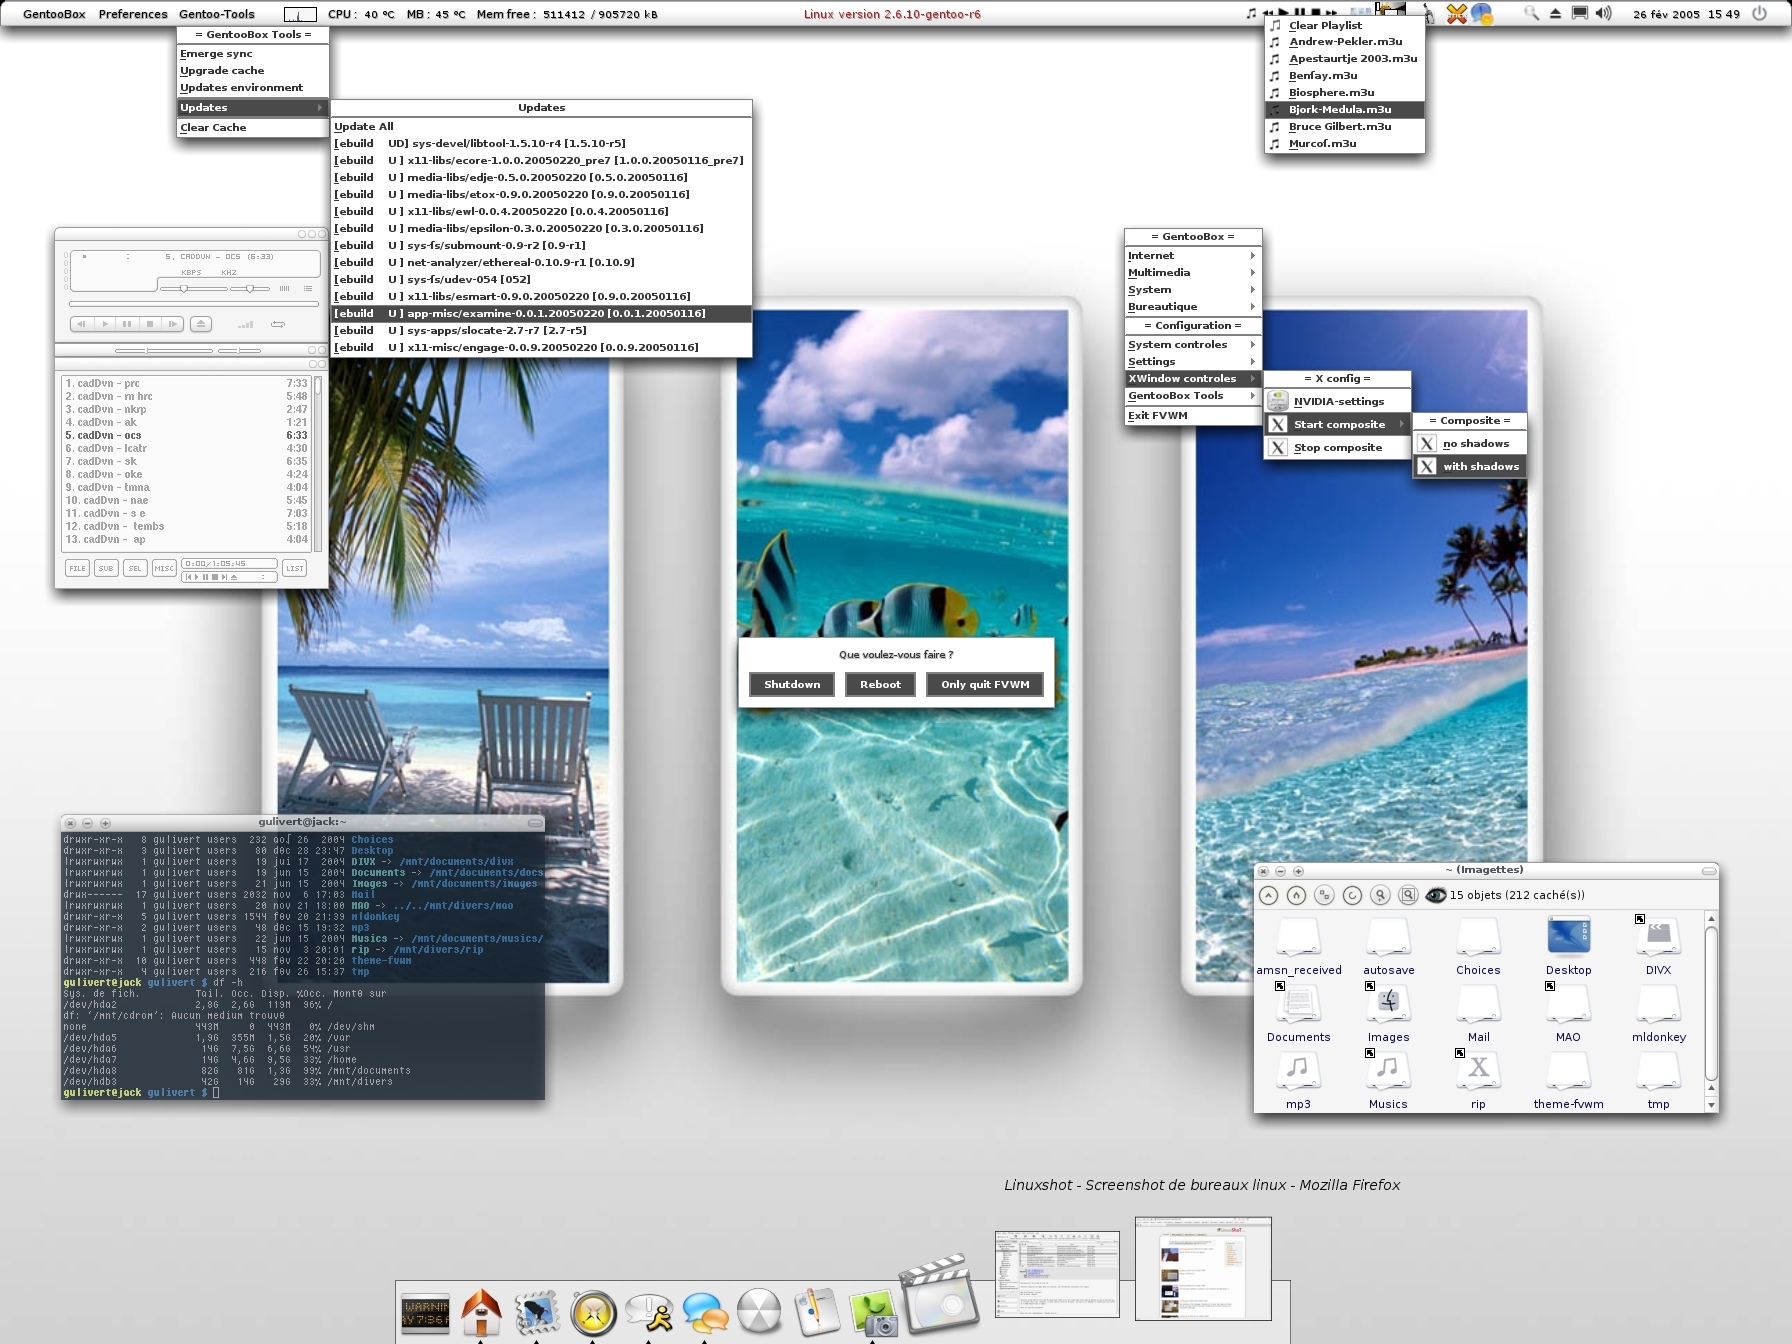 GentooBox Preferences Gentoo-Tools CPU : 40 °C MB : 45 °C Mem free : 511412 / 905720 kB Linux version 2.6.10-gentoo-r6 26 fév 2005 15 49
= GentooBox Tools =
Emerge sync
Upgrade cache
Updates environment
Updates
Clear Cache
Updates
Update All
[ebuild UD] sys-devel/libtool-1.5.10-r4 [1.5.10-r5]
[ebuild U ] x11-libs/ecore-1.0.0.20050220_pre7 [1.0.0.20050116_pre7]
[ebuild U ] media-libs/edje-0.5.0.20050220 [0.5.0.20050116]
[ebuild U ] media-libs/etox-0.9.0.20050220 [0.9.0.20050116]
[ebuild U ] x11-libs/ewl-0.0.4.20050220 [0.0.4.20050116]
[ebuild U ] media-libs/epsilon-0.3.0.20050220 [0.3.0.20050116]
[ebuild U ] sys-fs/submount-0.9-r2 [0.9-r1]
[ebuild U ] net-analyzer/ethereal-0.10.9-r1 [0.10.9]
[ebuild U ] sys-fs/udev-054 [052]
[ebuild U ] x11-libs/esmart-0.9.0.20050220 [0.9.0.20050116]
[ebuild U ] app-misc/examine-0.0.1.20050220 [0.0.1.20050116]
[ebuild U ] sys-apps/slocate-2.7-r7 [2.7-r5]
[ebuild U ] x11-misc/engage-0.0.9.20050220 [0.0.9.20050116]
Clear Playlist
Andrew-Pekler.m3u
Apestaurtje 2003.m3u
Benfay.m3u
Biosphere.m3u
Bjork-Medula.m3u
Bruce Gilbert.m3u
Murcof.m3u
5. CADDVN - OCS (6:33)
KBPS KHZ
1. cadDvn - prc 7:33
2. cadDvn - rn hrc 5:48
3. cadDvn - nkrp 2:47
4. cadDvn - ak 1:21
5. cadDvn - ocs 6:33
6. cadDvn - lcatr 4:30
7. cadDvn - sk 6:35
8. cadDvn - oke 4:24
9. cadDvn - tmna 4:04
10. cadDvn - nae 5:45
11. cadDvn - s e 7:03
12. cadDvn - tembs 5:18
13. cadDvn - ap 4:04
FILE SUB SEL MISC 0:00/1:05:45 LIST
= GentooBox =
Internet
Multimedia
System
Bureautique
= Configuration =
System controles
Settings
XWindow controles
GentooBox Tools
Exit FVWM
= X config =
NVIDIA-settings
Start composite
Stop composite
= Composite =
no shadows
with shadows
Que voulez-vous faire ?
Shutdown Reboot Only quit FVWM
gulivert@jack:~
drwxr-xr-x 8 gulivert users 232 26 2004 Choices
drwxr-xr-x 3 gulivert users 80 déc 28 23:47 Desktop
lrwxrwxrwx 1 gulivert users 19 jui 17 2004 DIVX -> /mnt/documents/divx
lrwxrwxrwx 1 gulivert users 19 jun 15 2004 Documents -> /mnt/documents/docs
lrwxrwxrwx 1 gulivert users 21 jun 15 2004 Images -> /mnt/documents/images
drwx------ 17 gulivert users 2032 nov 6 17:03 Mail
lrwxrwxrwx 1 gulivert users 20 nov 21 18:00 MAO -> ../../mnt/divers/mao
drwxr-xr-x 5 gulivert users 1544 fév 20 21:39 mldonkey
drwxr-xr-x 2 gulivert users 48 déc 15 19:32 mp3
lrwxrwxrwx 1 gulivert users 22 jun 15 2004 Musics -> /mnt/documents/musics/
lrwxrwxrwx 1 gulivert users 15 nov 3 20:01 rip -> /mnt/divers/rip
drwxr-xr-x 10 gulivert users 448 fév 22 20:20 theme-fvwm
drwxr-xr-x 4 gulivert users 216 fév 26 15:37 tmp
gulivert@jack gulivert $ df -h
Sys. de fich. Tail. Occ. Disp. %Occ. Monté sur
/dev/hda2 2,8G 2,6G 119M 96% /
df: `/mnt/cdrom': Aucun medium trouvé
none 443M 0 443M 0% /dev/shm
/dev/hda5 1,9G 355M 1,5G 20% /var
/dev/hda6 14G 7,5G 6,6G 54% /usr
/dev/hda7 14G 4,6G 9,5G 33% /home
/dev/hda8 82G 81G 1,3G 99% /mnt/documents
/dev/hdb3 42G 14G 29G 33% /mnt/divers
gulivert@jack gulivert $
~ (Imagettes)
15 objets (212 caché(s))
amsn_received autosave Choices Desktop DIVX
Documents Images Mail MAO mldonkey
mp3 Musics rip theme-fvwm tmp
Linuxshot - Screenshot de bureaux linux - Mozilla Firefox